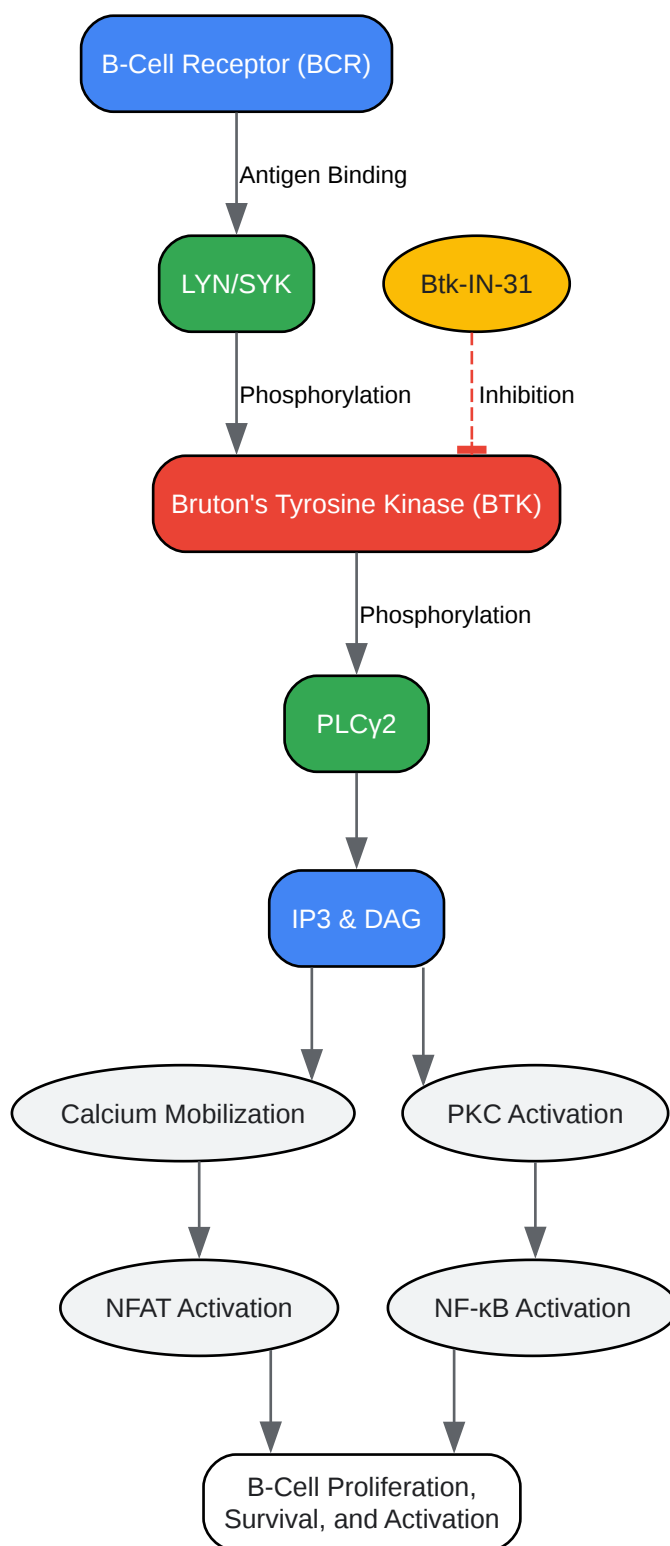 B-Cell Receptor (BCR)
Antigen Binding
LYN/SYK
Btk-IN-31
Phosphorylation
Inhibition
Bruton's Tyrosine Kinase (BTK)
Phosphorylation
PLCγ2
IP3 & DAG
Calcium Mobilization
PKC Activation
NFAT Activation
NF-κB Activation
B-Cell Proliferation,
Survival, and Activation